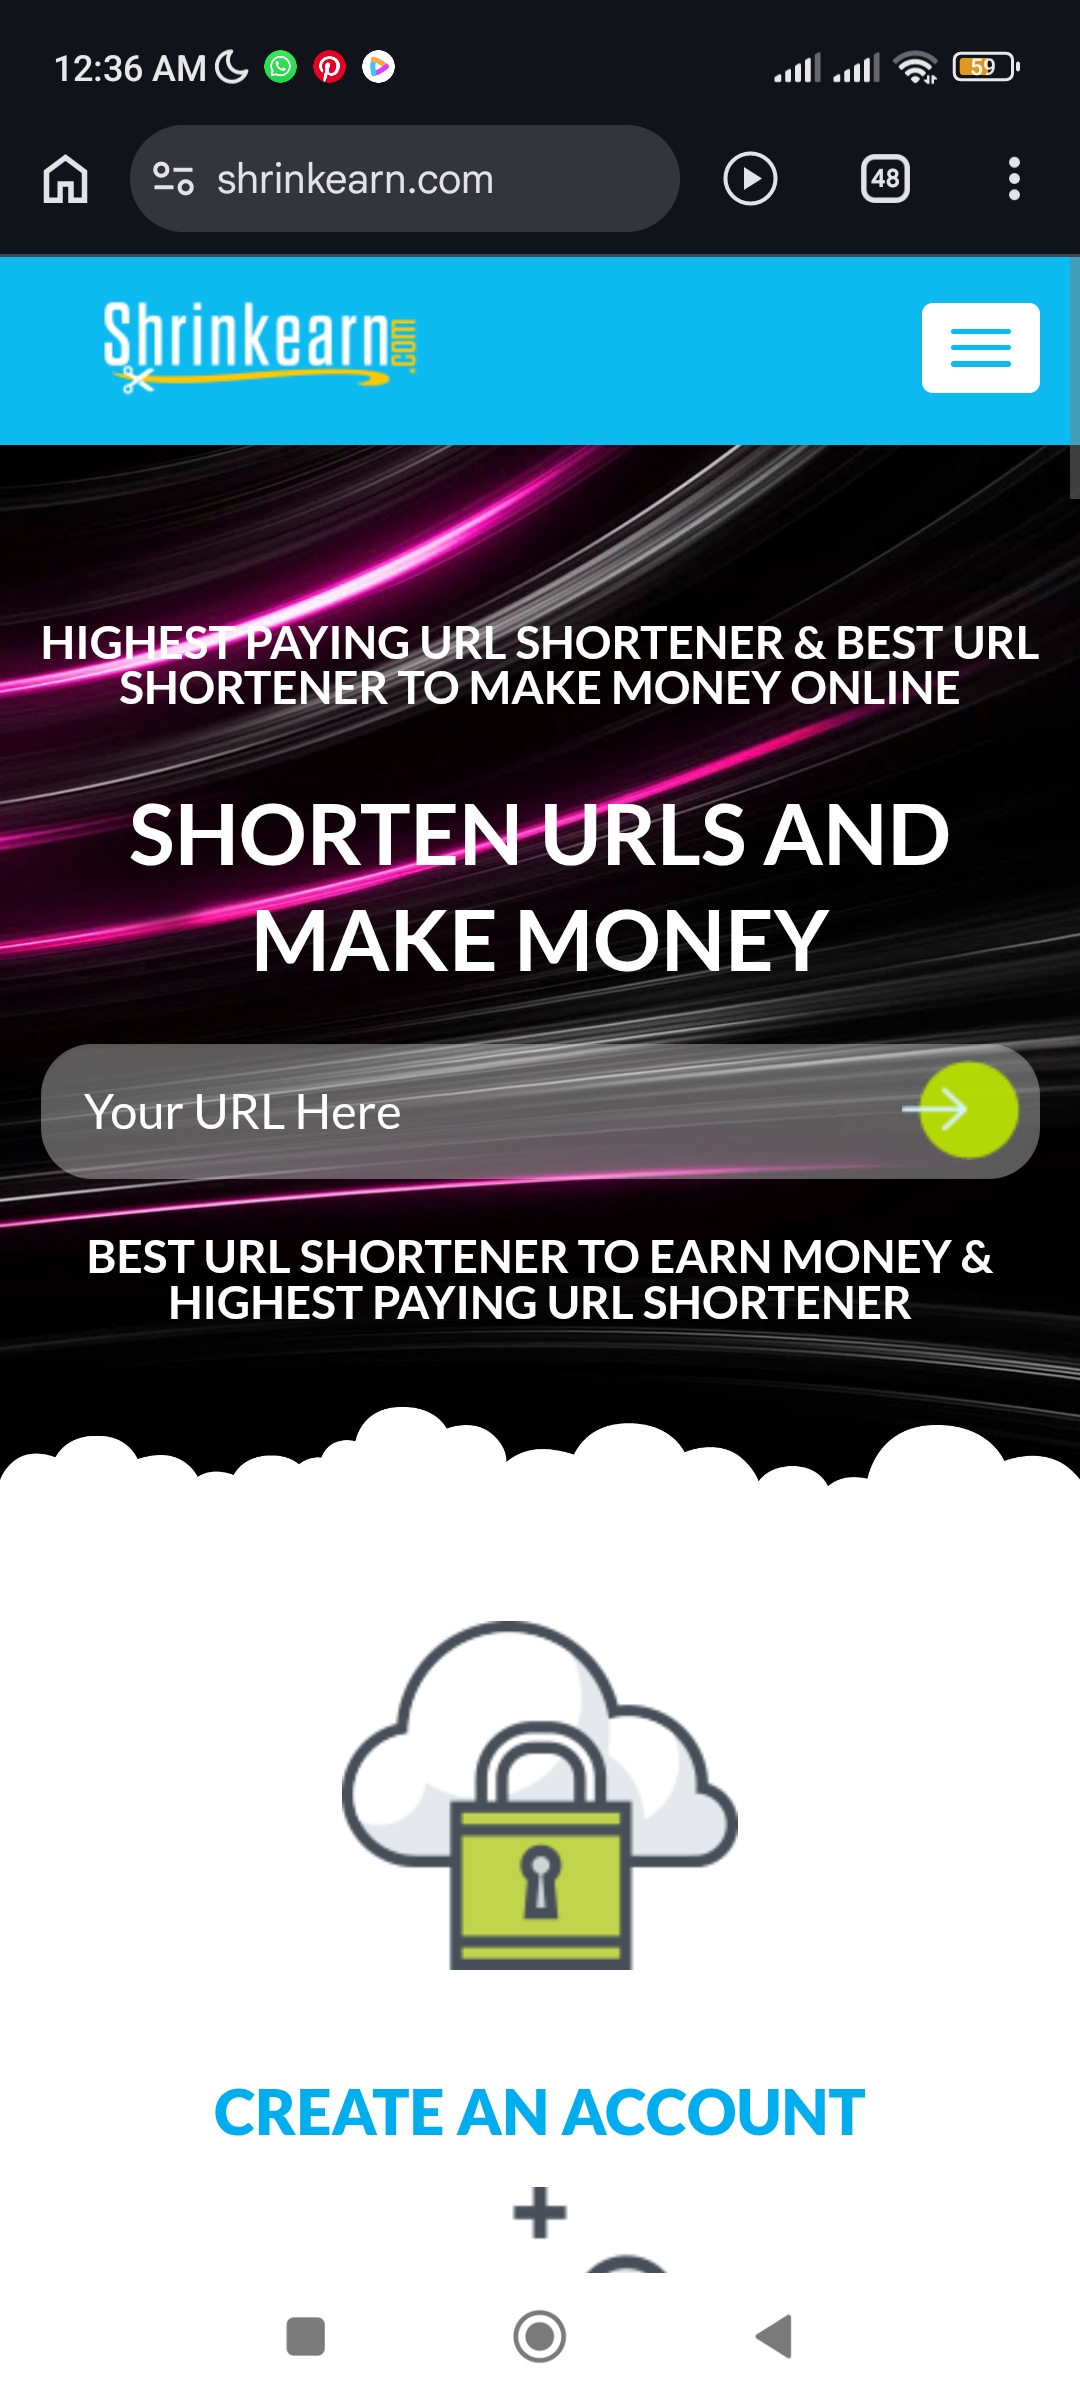 12:36 AM
59
shrinkearn.com
48
Shrinkearn.com
HIGHEST PAYING URL SHORTENER & BEST URL
SHORTENER TO MAKE MONEY ONLINE
SHORTEN URLS AND
MAKE MONEY
Your URL Here
BEST URL SHORTENER TO EARN MONEY &
HIGHEST PAYING URL SHORTENER
CREATE AN ACCOUNT